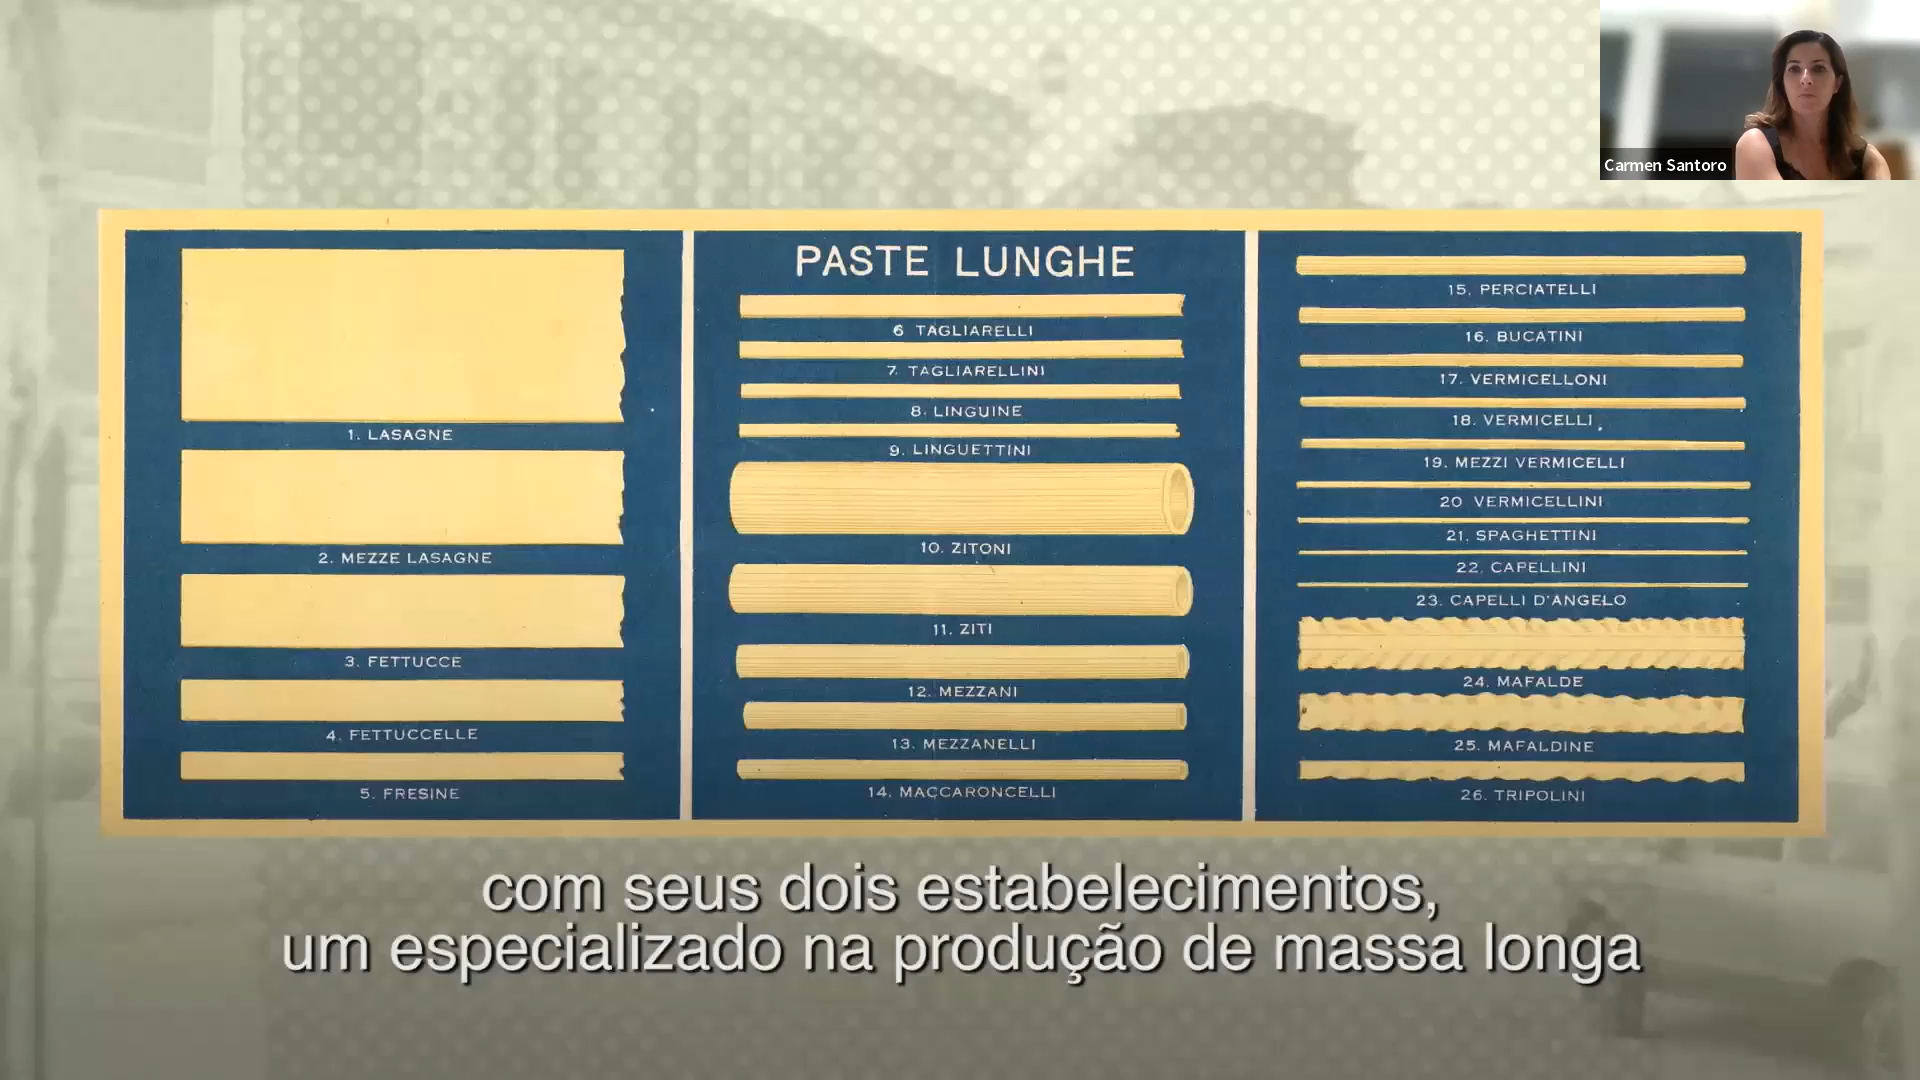 Carmen Santoro
1. LASAGNE
2. MEZZE LASAGNE
3. FETTUCCE
4. FETTUCCELLE
5. FRESINE
PASTE LUNGHE
6 TAGLIARELLI
7. TAGLIARELLINI
8. LINGUINE
9. LINGUETTINI
10. ZITONI
11. ZITI
12. MEZZANI
13. MEZZANELLI
14. MACCARONCELLI
15. PERCIATELLI
16. BUCATINI
17. VERMICELLONI
18. VERMICELLI
19. MEZZI VERMICELLI
20 VERMICELLINI
21. SPAGHETTINI
22. CAPELLINI
23. CAPELLI D'ANGELO
24. MAFALDE
25. MAFALDINE
26. TRIPOLINI
com seus dois estabelecimentos,
um especializado na produção de massa longa